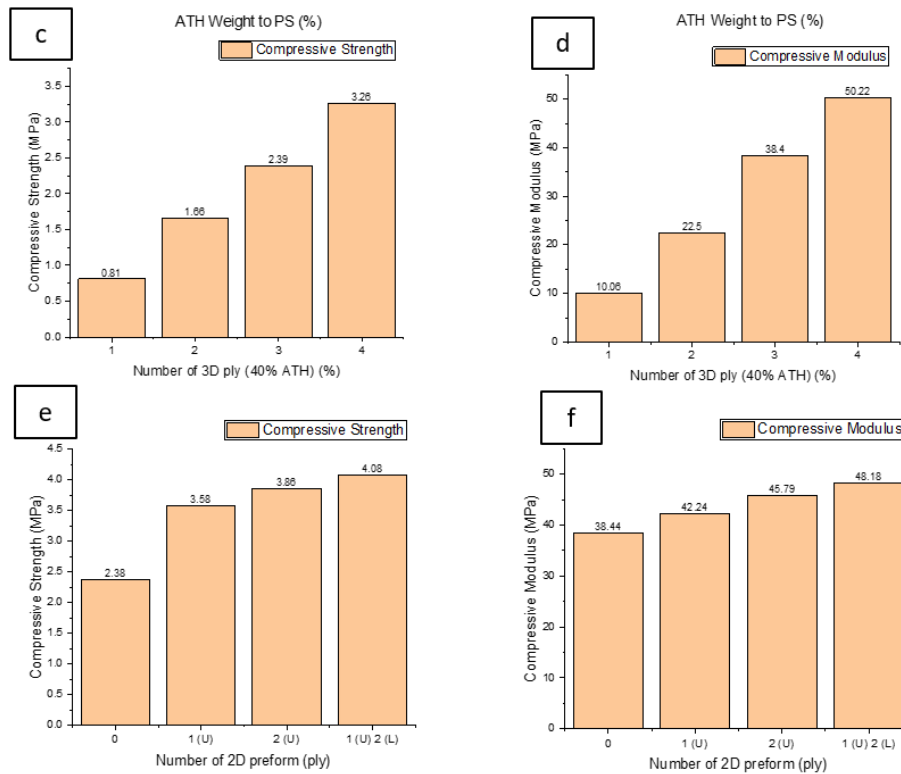 ATH Weight to PS (%)
c
Compressive Strength
3.5
3.0
2.5
2.0
1.5
1.0
0.5
0.0
Compressive Strength (MPa)
0.81
1.66
2.39
3.26
1 2 3 4
Number of 3D ply (40% ATH) (%)
ATH Weight to PS (%)
d
Compressive Modulus
50
40
30
20
10
0
Compressive Modulus (MPa)
10.06
22.5
38.4
50.22
1 2 3 4
Number of 3D ply (40% ATH) (%)
e
Compressive Strength
4.5
4.0
3.5
3.0
2.5
2.0
1.5
1.0
0.5
0.0
Compressive Strength (MPa)
2.38
3.58
3.86
4.08
0 1 (U) 2 (U) 1 (U) 2 (L)
Number of 2D preform (ply)
f
Compressive Modulus
50
40
30
20
10
0
Compressive Modulus (MPa)
38.44
42.24
45.79
48.18
0 1 (U) 2 (U) 1 (U) 2 (L)
Number of 2D preform (ply)